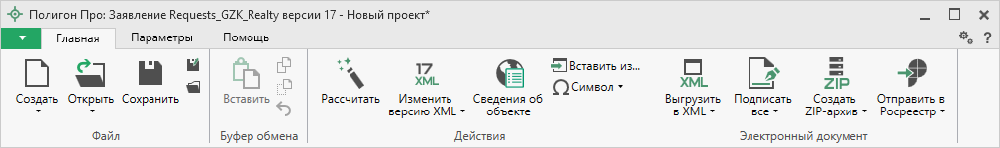 Полигон Про: Заявление Requests_GZK_Realty версии 17 - Новый проект*
Главная Параметры Помощь ?
Создать Открыть Сохранить
Файл
Вставить
Буфер обмена
Рассчитать
17
XML
Изменить
версию XML
Сведения об
объекте
Вставить из...
Ω Символ
Действия
XML
Выгрузить
в XML
Подписать
все
ZIP
Создать
ZIP-архив
Отправить в
Росреестр
Электронный документ